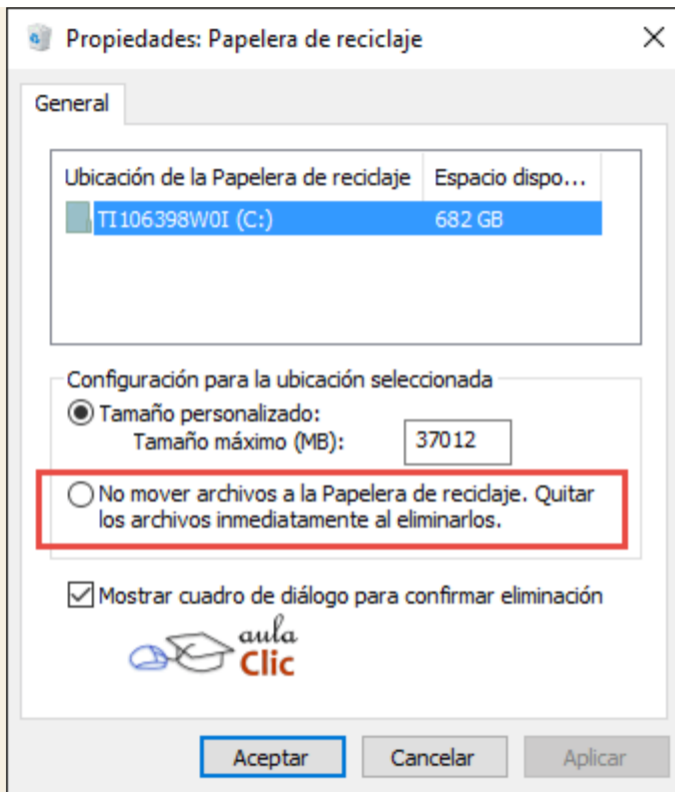 Propiedades: Papelera de reciclaje
General
Ubicación de la Papelera de reciclaje Espacio dispo...
TI106398W0I (C:) 682 GB
Configuración para la ubicación seleccionada
Tamaño personalizado:
Tamaño máximo (MB): 37012
No mover archivos a la Papelera de reciclaje. Quitar
los archivos inmediatamente al eliminarlos.
Mostrar cuadro de diálogo para confirmar eliminación
aula
Clic
Aceptar Cancelar Aplicar